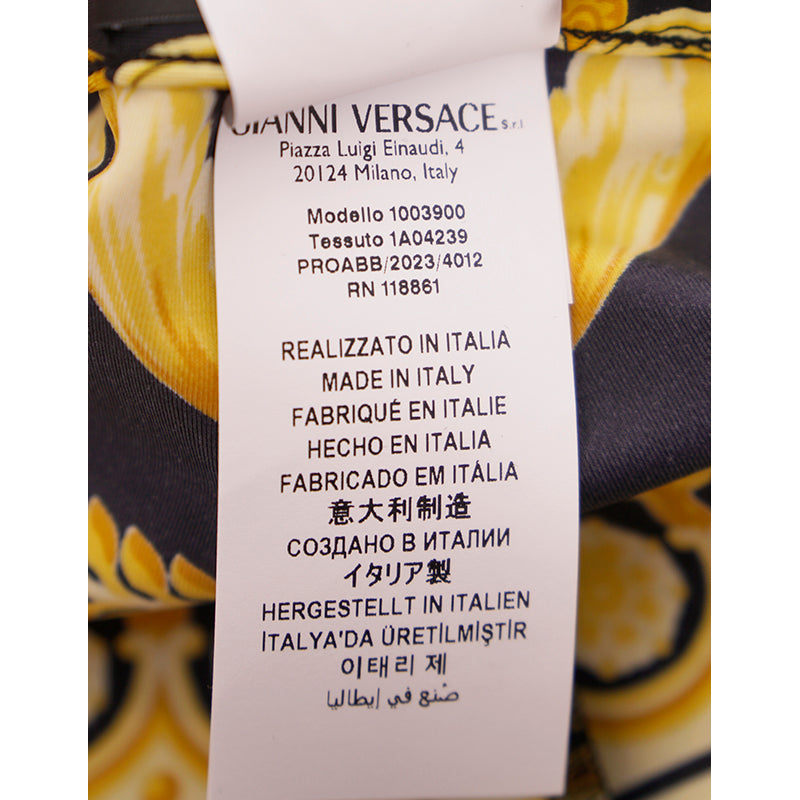 GIANNI VERSACE S.r.l
Piazza Luigi Einaudi, 4
20124 Milano, Italy
Modello 1003900
Tessuto 1A04239
PROABB/2023/4012
RN 118861
REALIZZATO IN ITALIA
MADE IN ITALY
FABRIQUÉ EN ITALIE
HECHO EN ITALIA
FABRICADO EM ITÁLIA
意大利制造
СОЗДАНО В ИТАЛИИ
イタリア製
HERGESTELLT IN ITALIEN
İTALYA'DA ÜRETİLMİŞTİR
이태리 제
صُنع في إيطاليا